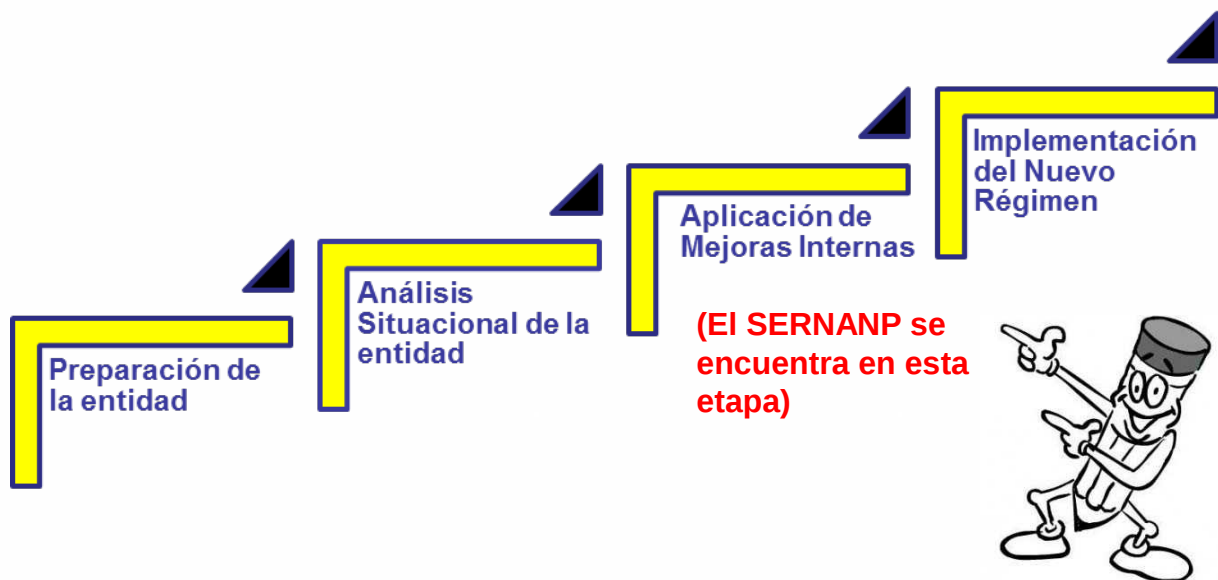 Preparación de
la entidad
Análisis
Situacional de la
entidad
Aplicación de
Mejoras Internas
(El SERNANP se
encuentra en esta
etapa)
Implementación
del Nuevo
Régimen